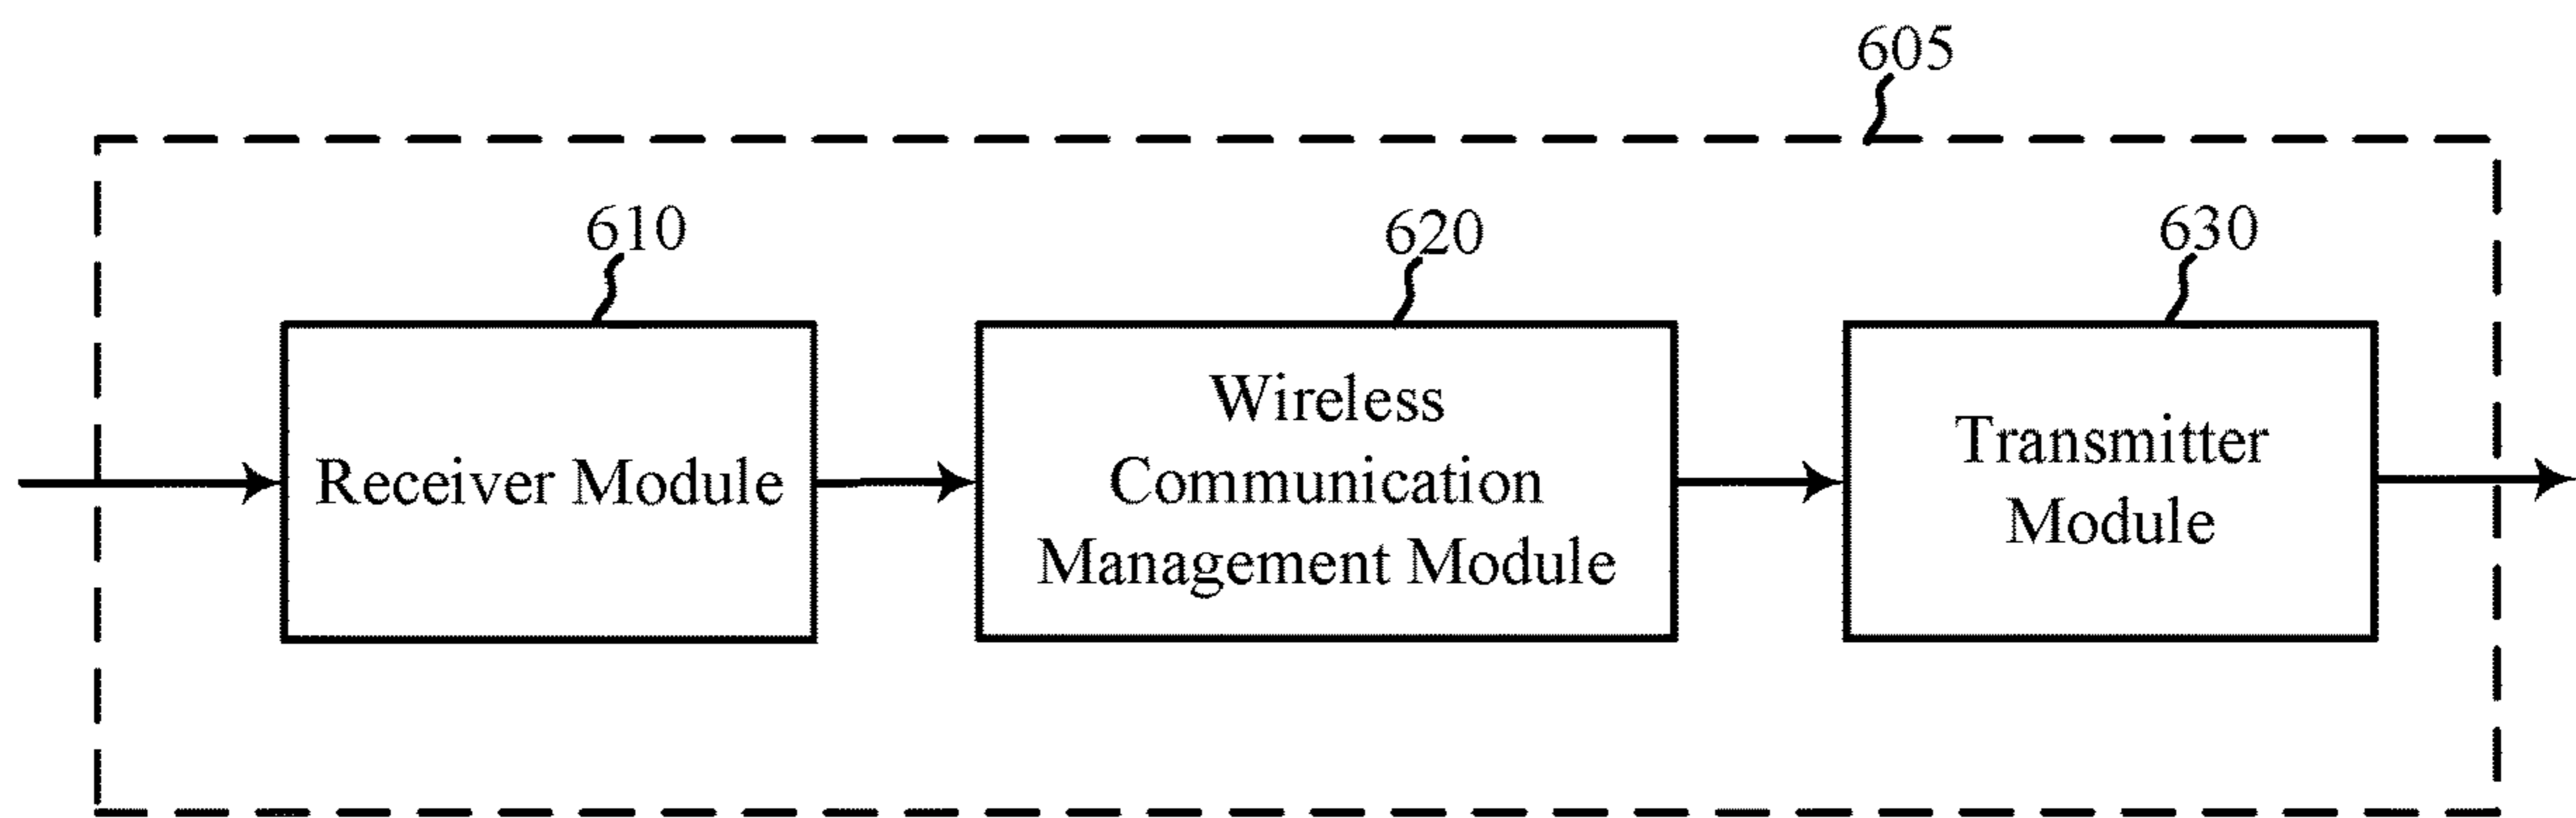 605
610
620
630
Receiver Module
Wireless
Communication
Management Module
Transmitter
Module